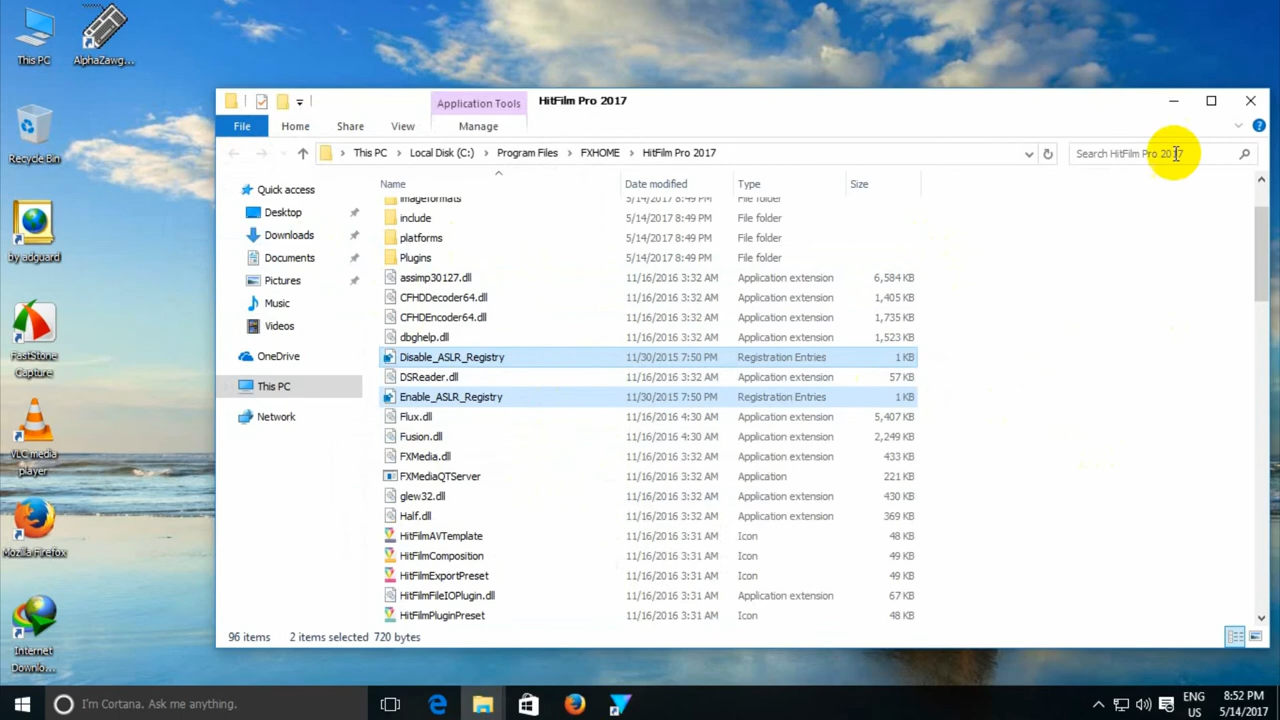 This PC
AlphaZawg...
Recycle Bin
by adguard
FastStone
Capture
VLC media
player
Mozilla Firefox
Internet
Downlo...
Application Tools
HitFilm Pro 2017
File
Home
Share
View
Manage
This PC
Local Disk (C:)
Program Files
FXHOME
HitFilm Pro 2017
Search HitFilm Pro 2017
Quick access
Desktop
Downloads
Documents
Pictures
Music
Videos
OneDrive
This PC
Network
Name Date modified Type Size
imageformats 5/14/2017 8:49 PM File folder
include 5/14/2017 8:49 PM File folder
platforms 5/14/2017 8:49 PM File folder
Plugins 5/14/2017 8:49 PM File folder
assimp30127.dll 11/16/2016 3:32 AM Application extension 6,584 KB
CFHDDecoder64.dll 11/16/2016 3:32 AM Application extension 1,405 KB
CFHDEncoder64.dll 11/16/2016 3:32 AM Application extension 1,735 KB
dbghelp.dll 11/16/2016 3:32 AM Application extension 1,523 KB
Disable_ASLR_Registry 11/30/2015 7:50 PM Registration Entries 1 KB
DSReader.dll 11/16/2016 3:32 AM Application extension 57 KB
Enable_ASLR_Registry 11/30/2015 7:50 PM Registration Entries 1 KB
Flux.dll 11/16/2016 4:30 AM Application extension 5,407 KB
Fusion.dll 11/16/2016 4:30 AM Application extension 2,249 KB
FXMedia.dll 11/16/2016 3:32 AM Application extension 433 KB
FXMediaQTServer 11/16/2016 3:32 AM Application 221 KB
glew32.dll 11/16/2016 3:32 AM Application extension 430 KB
Half.dll 11/16/2016 3:32 AM Application extension 369 KB
HitFilmAVTemplate 11/16/2016 3:31 AM Icon 48 KB
HitFilmComposition 11/16/2016 3:31 AM Icon 49 KB
HitFilmExportPreset 11/16/2016 3:31 AM Icon 49 KB
HitFilmFileIOPlugin.dll 11/16/2016 3:31 AM Application extension 67 KB
HitFilmPluginPreset 11/16/2016 3:31 AM Icon 48 KB
96 items 2 items selected 720 bytes
I'm Cortana. Ask me anything.
ENG
US
8:52 PM
5/14/2017